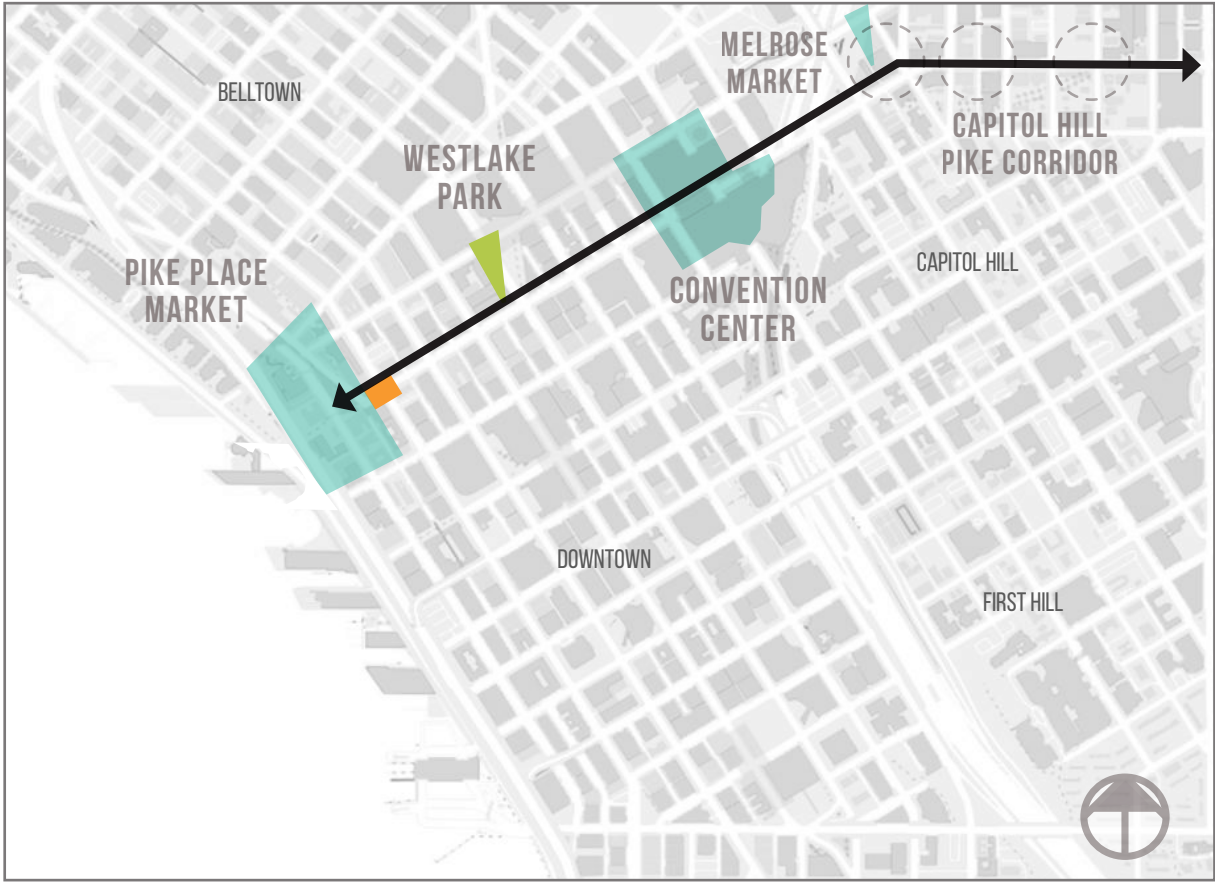 MELROSE
MARKET
BELLTOWN
CAPITOL HILL
PIKE CORRIDOR
WESTLAKE
PARK
PIKE PLACE
MARKET
CAPITOL HILL
CONVENTION
CENTER
DOWNTOWN
FIRST HILL